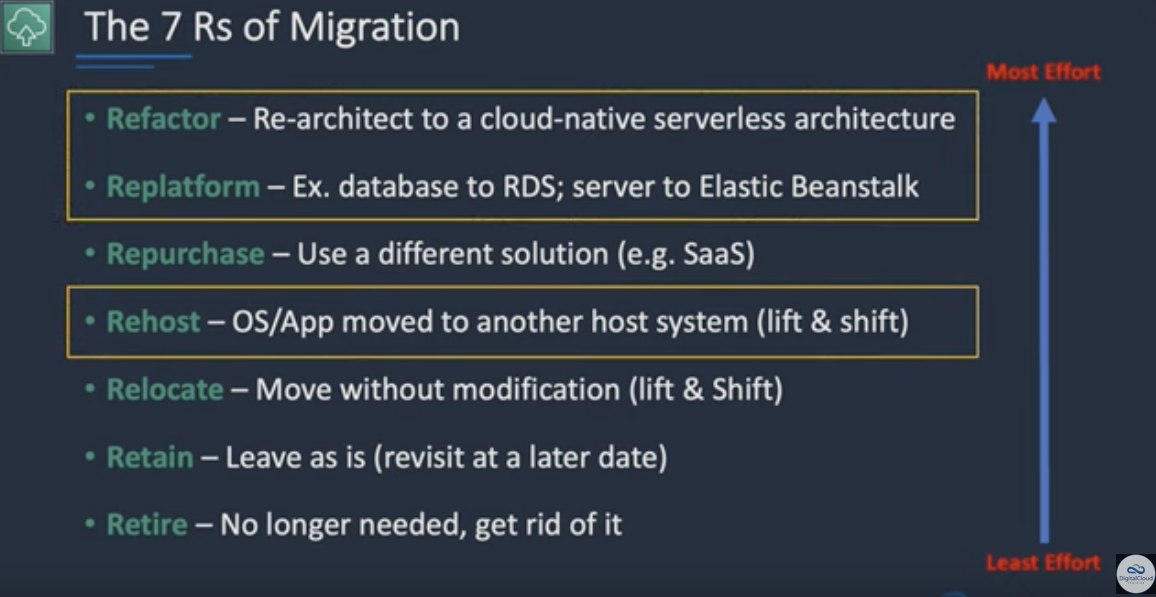 The 7 Rs of Migration
Most Effort
• Refactor – Re-architect to a cloud-native serverless architecture
• Replatform – Ex. database to RDS; server to Elastic Beanstalk
• Repurchase – Use a different solution (e.g. SaaS)
• Rehost – OS/App moved to another host system (lift & shift)
• Relocate – Move without modification (lift & Shift)
• Retain – Leave as is (revisit at a later date)
• Retire – No longer needed, get rid of it
Least Effort
DigitalCloud